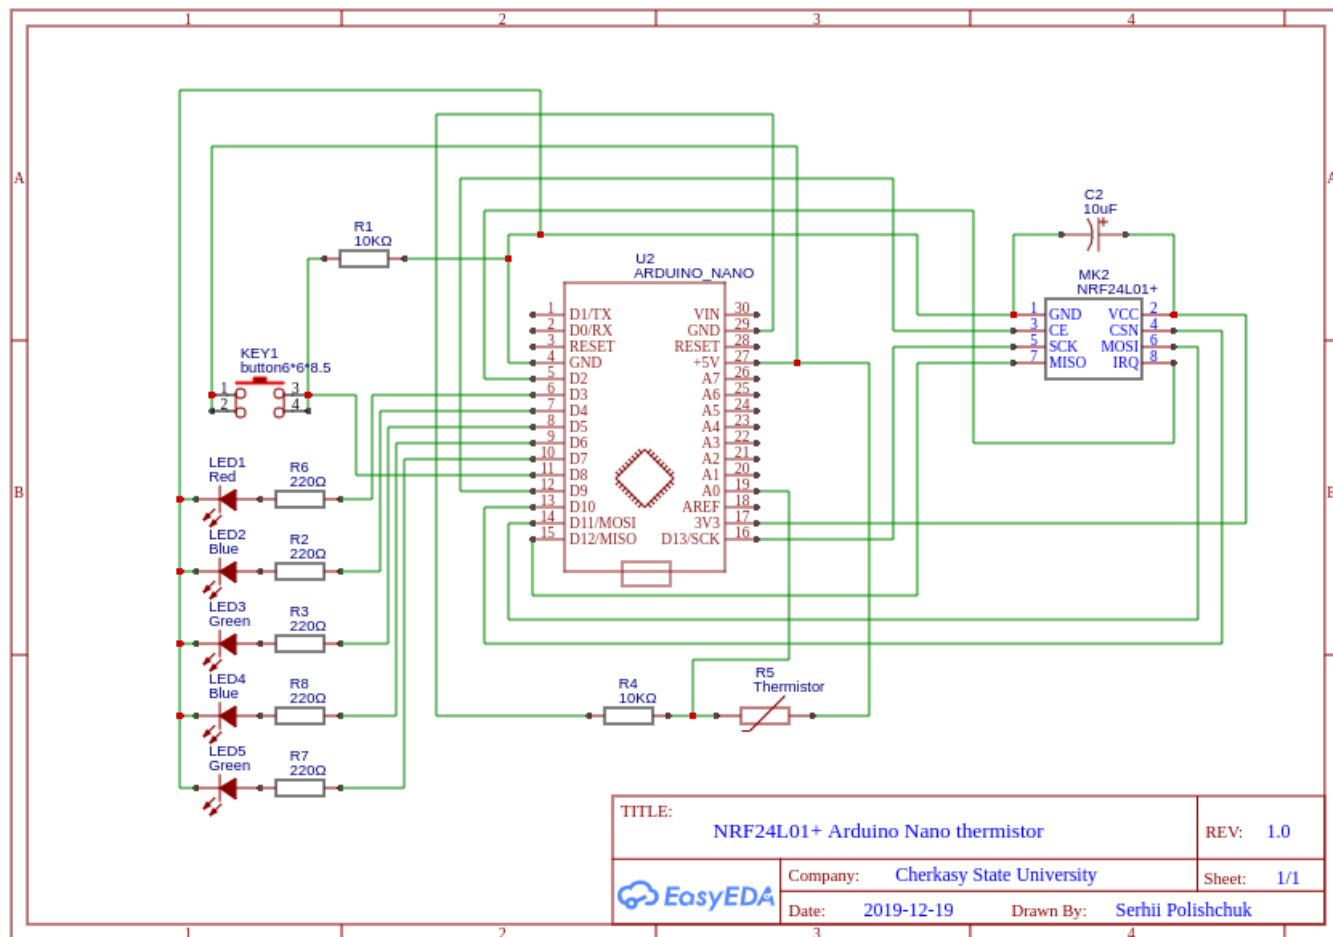 1 2 3 4
A A
C2
10uF
R1
10KΩ
U2
ARDUINO_NANO
MK2
NRF24L01+
1 D1/TX VIN 30
2 D0/RX GND 29
3 RESET RESET 28
4 GND +5V 27
5 D2 A7 26
6 D3 A6 25
7 D4 A5 24
8 D5 A4 23
9 D6 A3 22
10 D7 A2 21
11 D8 A1 20
12 D9 A0 19
13 D10 AREF 18
14 D11/MOSI 3V3 17
15 D12/MISO D13/SCK 16
1 GND VCC 2
3 CE CSN 4
5 SCK MOSI 6
7 MISO IRQ 8
KEY1
button6*6*8.5
1 3
2 4
B B
LED1
Red
R6
220Ω
LED2
Blue
R2
220Ω
LED3
Green
R3
220Ω
LED4
Blue
R8
220Ω
LED5
Green
R7
220Ω
R4
10KΩ
R5
Thermistor
TITLE:
NRF24L01+ Arduino Nano thermistor
REV: 1.0
EasyEDA
Company: Cherkasy State University
Sheet: 1/1
Date: 2019-12-19 Drawn By: Serhii Polishchuk
1 2 3 4